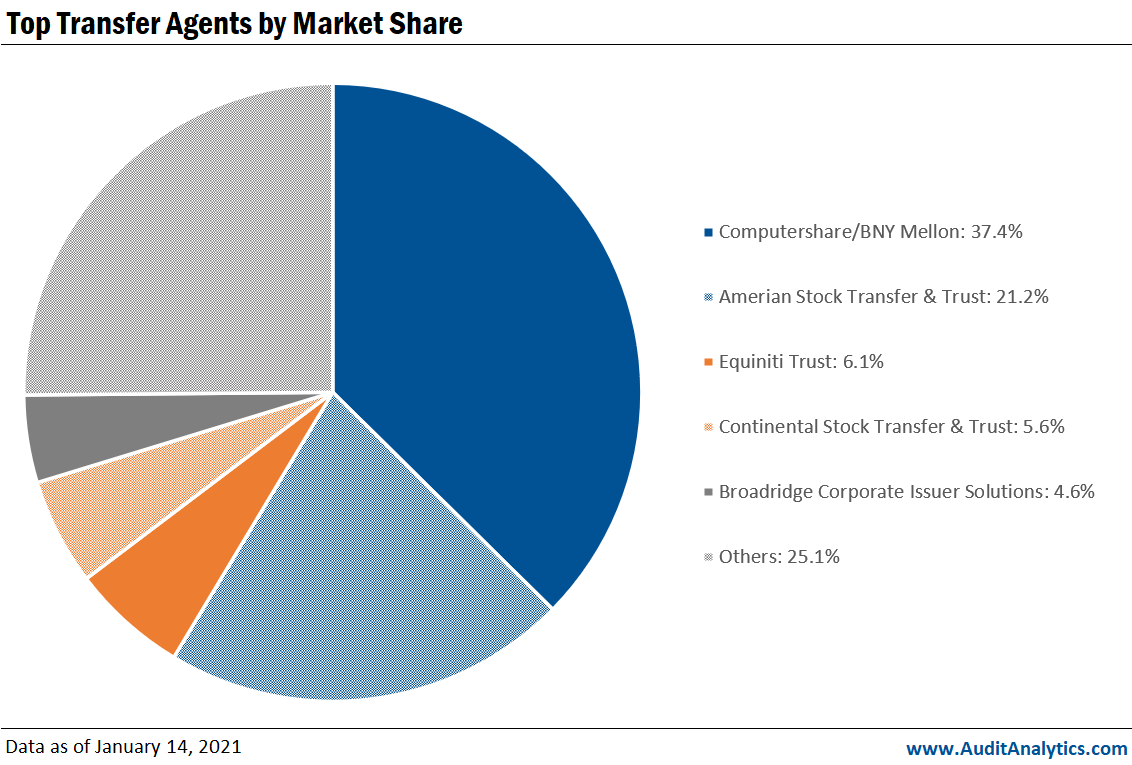 Top Transfer Agents by Market Share
Computershare/BNY Mellon: 37.4%
Amerian Stock Transfer & Trust: 21.2%
Equiniti Trust: 6.1%
Continental Stock Transfer & Trust: 5.6%
Broadridge Corporate Issuer Solutions: 4.6%
Others: 25.1%
Data as of January 14, 2021
www.AuditAnalytics.com